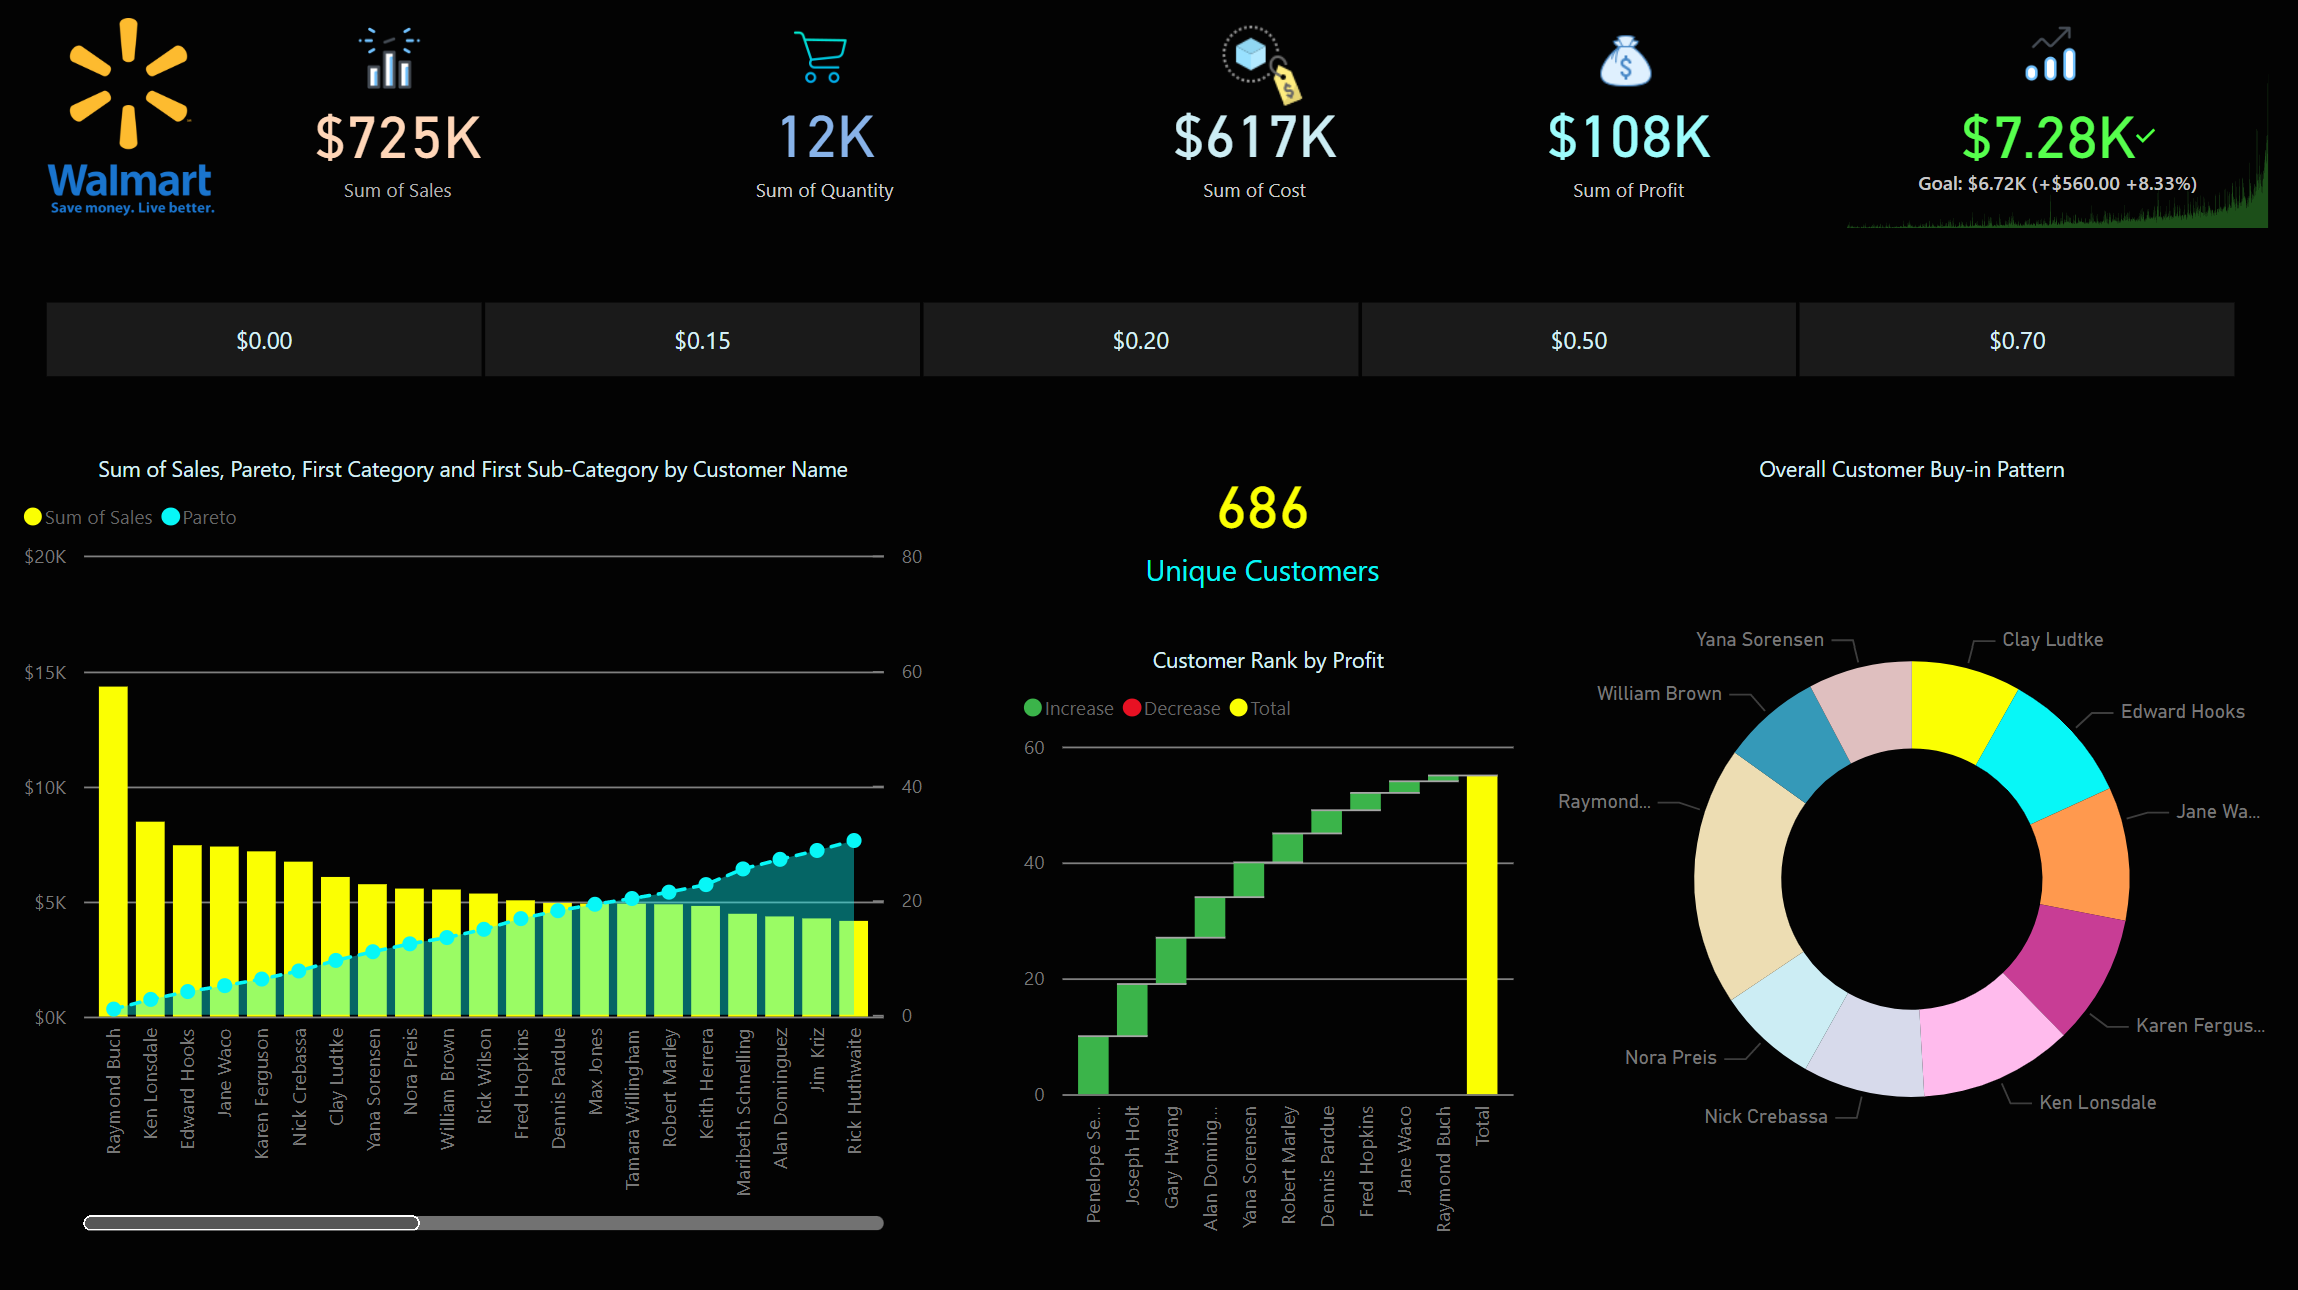 Walmart
Save money. Live better.
$725K
Sum of Sales
12K
Sum of Quantity
$617K
Sum of Cost
$108K
Sum of Profit
$7.28K
Goal: $6.72K (+$560.00 +8.33%)
$0.00
$0.15
$0.20
$0.50
$0.70
Sum of Sales, Pareto, First Category and First Sub-Category by Customer Name
Sum of Sales
Pareto
$20K
$15K
$10K
$5K
$0K
80
60
40
20
0
Raymond Buch
Ken Lonsdale
Edward Hooks
Jane Waco
Karen Ferguson
Nick Crebassa
Clay Ludtke
Yana Sorensen
Nora Preis
William Brown
Rick Wilson
Fred Hopkins
Dennis Pardue
Max Jones
Tamara Willingham
Robert Marley
Keith Herrera
Maribeth Schnelling
Alan Dominguez
Jim Kriz
Rick Huthwaite
686
Unique Customers
Customer Rank by Profit
Increase
Decrease
Total
60
40
20
0
Penelope Se...
Joseph Holt
Gary Hwang
Alan Doming...
Yana Sorensen
Robert Marley
Dennis Pardue
Fred Hopkins
Jane Waco
Raymond Buch
Total
Overall Customer Buy-in Pattern
Yana Sorensen
Clay Ludtke
William Brown
Edward Hooks
Raymond...
Jane Wa...
Karen Fergus...
Nora Preis
Ken Lonsdale
Nick Crebassa